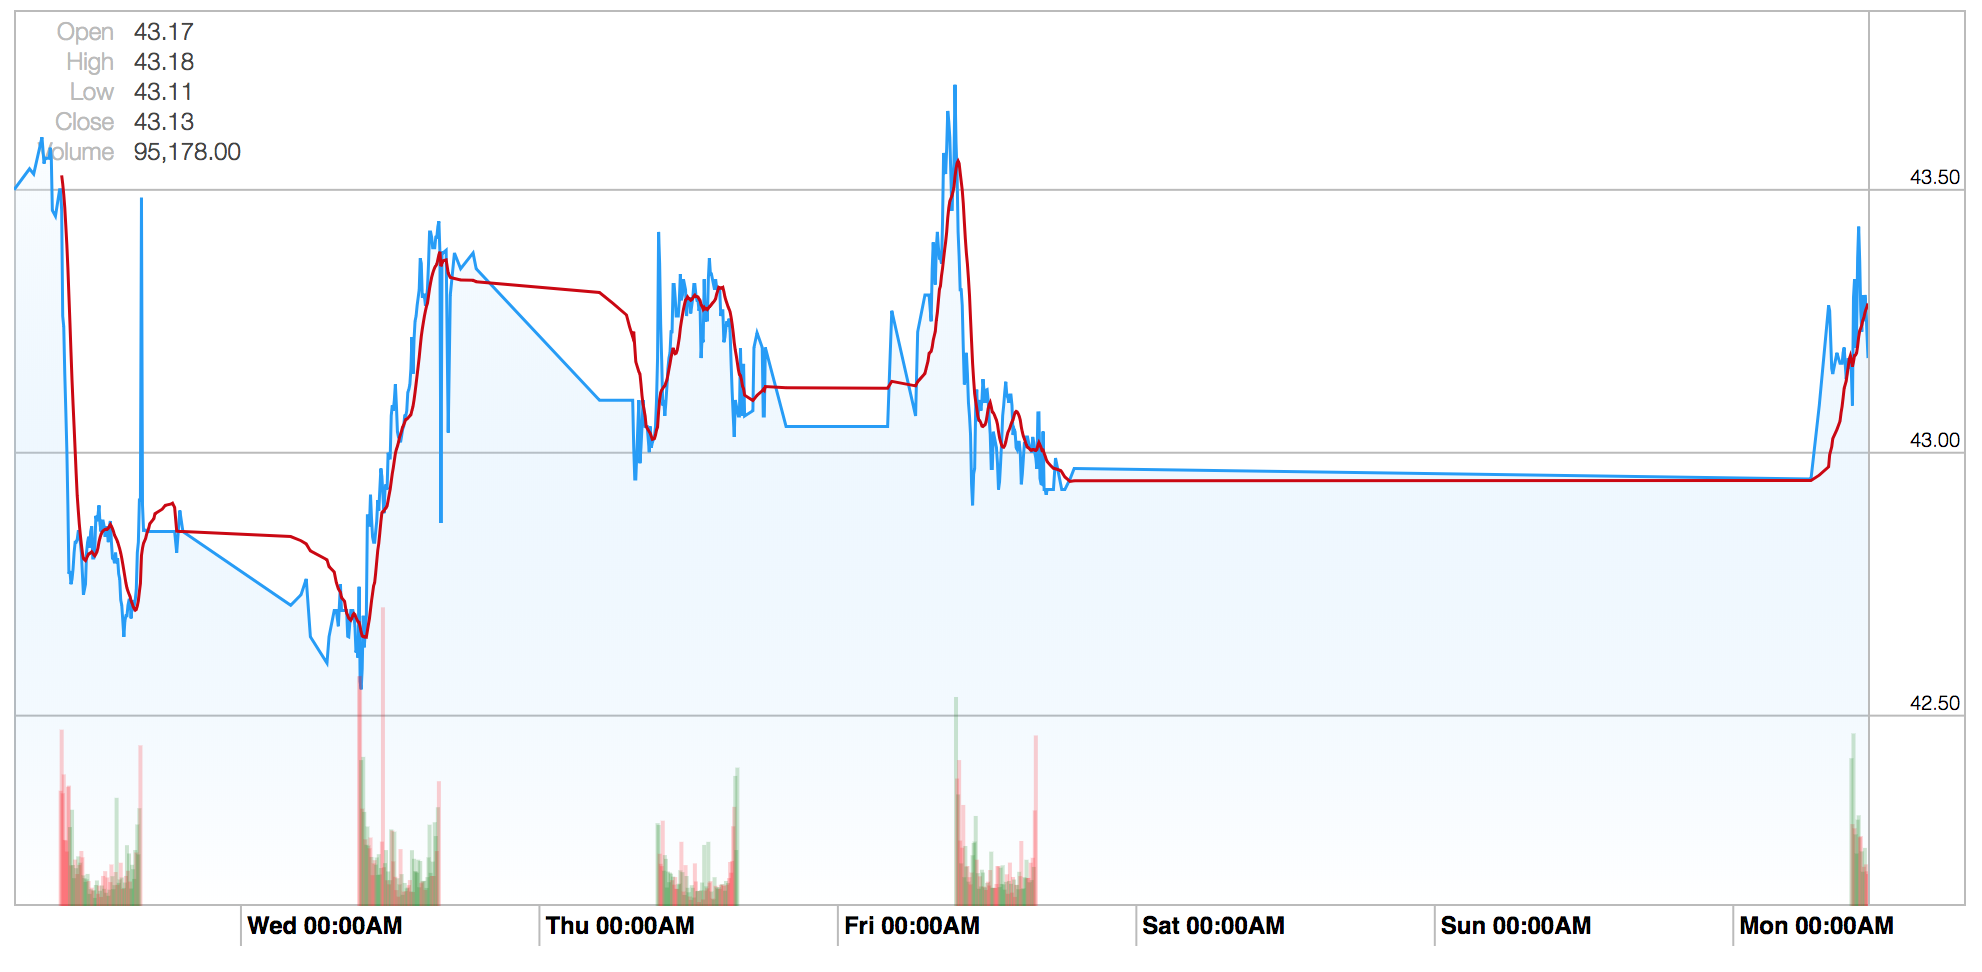 Open 43.17
High 43.18
Low 43.11
Close 43.13
Volume 95,178.00
43.50
43.00
42.50
Wed 00:00AM Thu 00:00AM Fri 00:00AM Sat 00:00AM Sun 00:00AM Mon 00:00AM